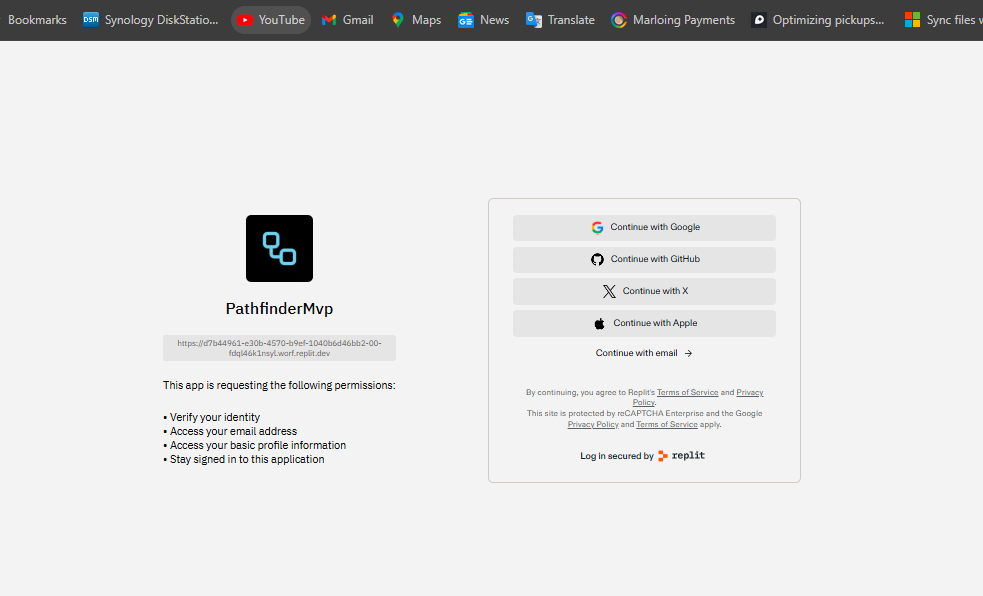 Bookmarks
DSM Synology DiskStatio...
YouTube
Gmail
Maps
News
Translate
Marloing Payments
Optimizing pickups...
Sync files w
PathfinderMvp
https://d7b44961-e30b-4570-b9ef-1040b6d46bb2-00-
fdql46k1nsyl.worf.replit.dev
This app is requesting the following permissions:
• Verify your identity
• Access your email address
• Access your basic profile information
• Stay signed in to this application
Continue with Google
Continue with GitHub
Continue with X
Continue with Apple
Continue with email →
By continuing, you agree to Replit's Terms of Service and Privacy
Policy.
This site is protected by reCAPTCHA Enterprise and the Google
Privacy Policy and Terms of Service apply.
Log in secured by replit